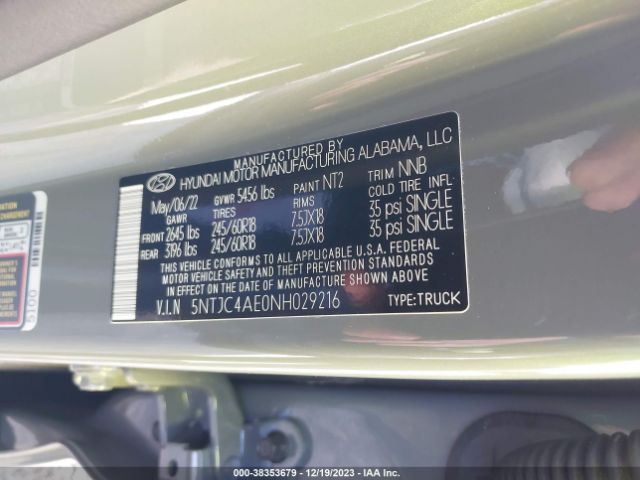 MANUFACTURED BY
HYUNDAI MOTOR MANUFACTURING ALABAMA, LLC
May/06/22 GVWR 5456 lbs PAINT NT2 TRIM NNB
GAWR TIRES RIMS COLD TIRE INFL
FRONT 2645 lbs 245/60R18 7.5JX18 35 psi SINGLE
REAR 3196 lbs 245/60R18 7.5JX18 35 psi SINGLE
THIS VEHICLE CONFORMS TO ALL APPLICABLE U.S.A. FEDERAL
MOTOR VEHICLE SAFETY AND THEFT PREVENTION STANDARDS
IN EFFECT ON THE DATE OF MANUFACTURE SHOWN ABOVE.
V.I.N 5NTJC4AE0NH029216 TYPE:TRUCK
5100
000-38353679 - 12/19/2023 - IAA Inc.